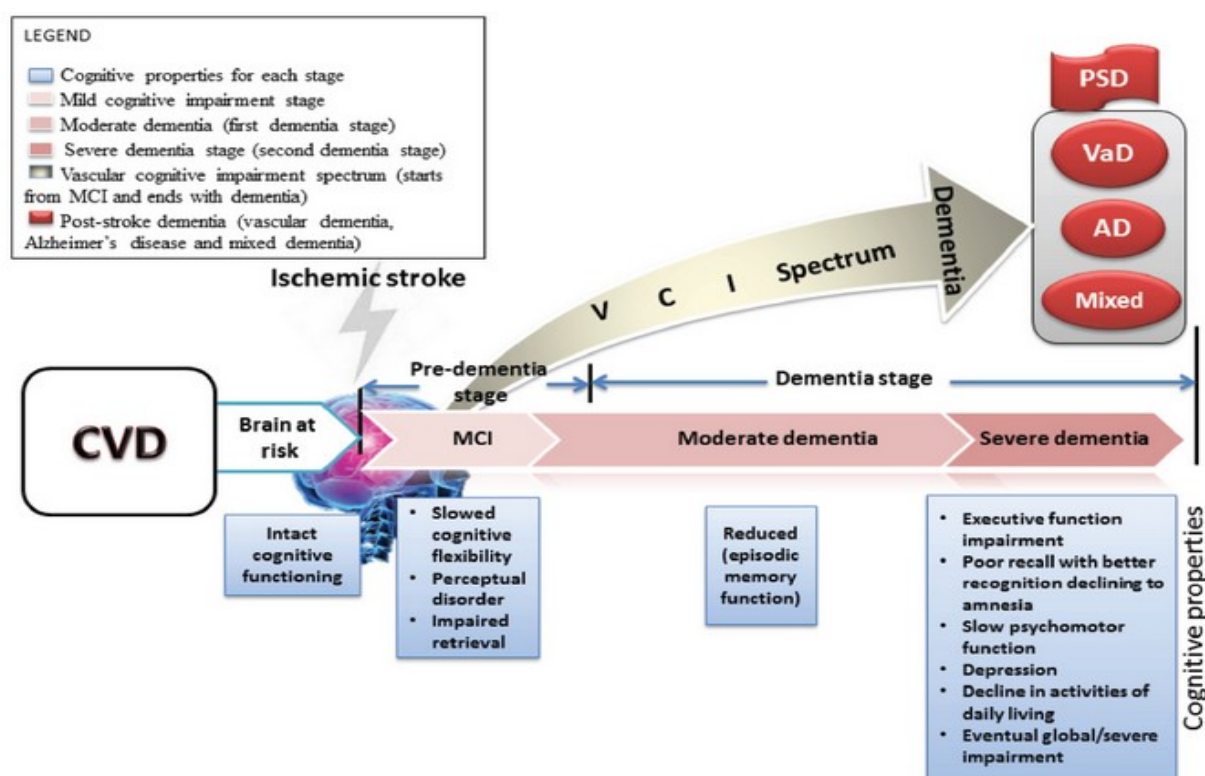 LEGEND
Cognitive properties for each stage
Mild cognitive impairment stage
Moderate dementia (first dementia stage)
Severe dementia stage (second dementia stage)
Vascular cognitive impairment spectrum (starts
from MCI and ends with dementia)
Post-stroke dementia (vascular dementia,
Alzheimer's disease and mixed dementia)
PSD
VaD
AD
Mixed
Ischemic stroke
V C I Spectrum
Dementia
Pre-dementia
stage
Dementia stage
CVD
Brain at
risk
MCI
Moderate dementia
Severe dementia
Intact
cognitive
functioning
• Slowed
cognitive
flexibility
• Perceptual
disorder
• Impaired
retrieval
Reduced
(episodic
memory
function)
• Executive function
impairment
• Poor recall with better
recognition declining to
amnesia
• Slow psychomotor
function
• Depression
• Decline in activities of
daily living
• Eventual global/severe
impairment
Cognitive properties